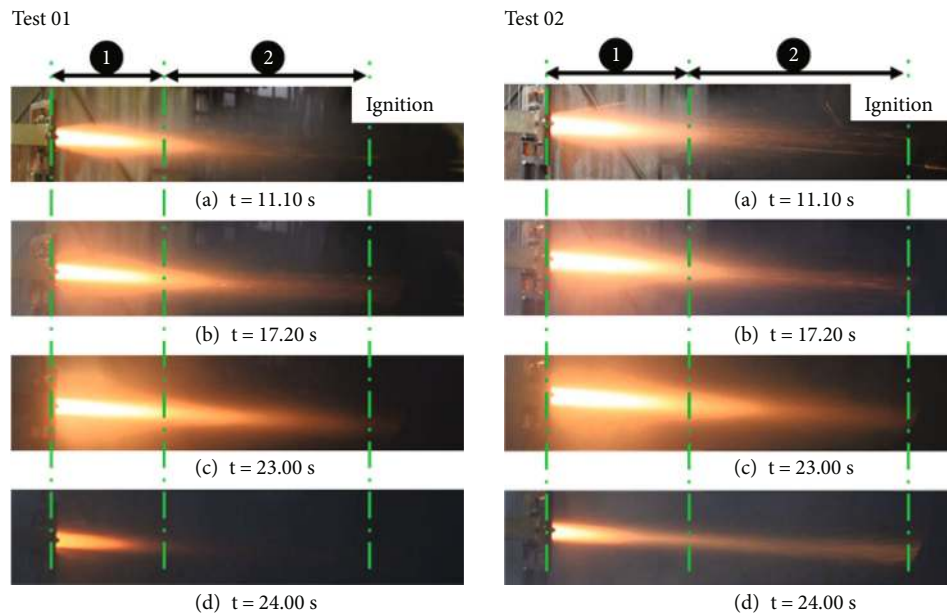 Test 01
1
2
Ignition
(a) t = 11.10 s
(b) t = 17.20 s
(c) t = 23.00 s
(d) t = 24.00 s
Test 02
1
2
Ignition
(a) t = 11.10 s
(b) t = 17.20 s
(c) t = 23.00 s
(d) t = 24.00 s